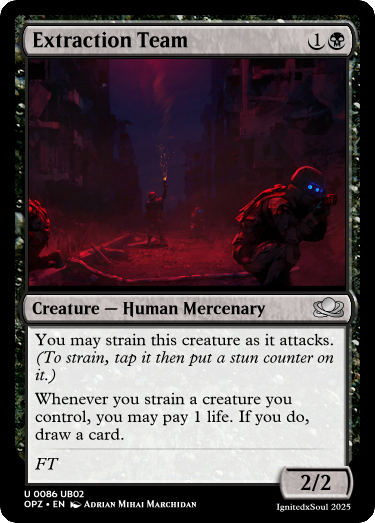 Extraction Team 1
Creature — Human Mercenary
You may strain this creature as it attacks.
(To strain, tap it then put a stun counter on
it.)
Whenever you strain a creature you
control, you may pay 1 life. If you do,
draw a card.
FT
2/2
U 0086 UB02
OPZ • EN Adrian Mihai Marchidan
IgnitedxSoul 2025